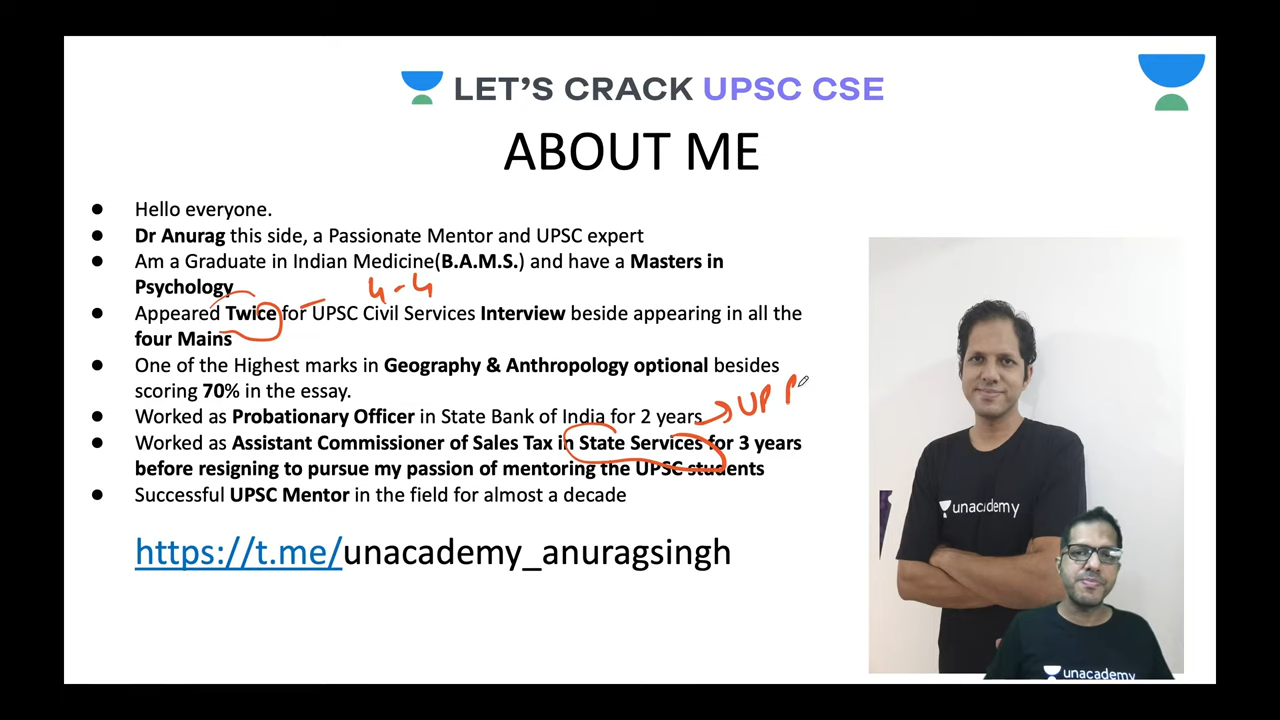 LET'S CRACK UPSC CSE
ABOUT ME
● Hello everyone.
● Dr Anurag this side, a Passionate Mentor and UPSC expert
● Am a Graduate in Indian Medicine(B.A.M.S.) and have a Masters in
Psychology
4-4
● Appeared Twice for UPSC Civil Services Interview beside appearing in all the
four Mains
● One of the Highest marks in Geography & Anthropology optional besides
scoring 70% in the essay.
● Worked as Probationary Officer in State Bank of India for 2 years
UP P
● Worked as Assistant Commissioner of Sales Tax in State Services for 3 years
before resigning to pursue my passion of mentoring the UPSC students
● Successful UPSC Mentor in the field for almost a decade
https://t.me/unacademy_anuragsingh
unacademy
unacademy